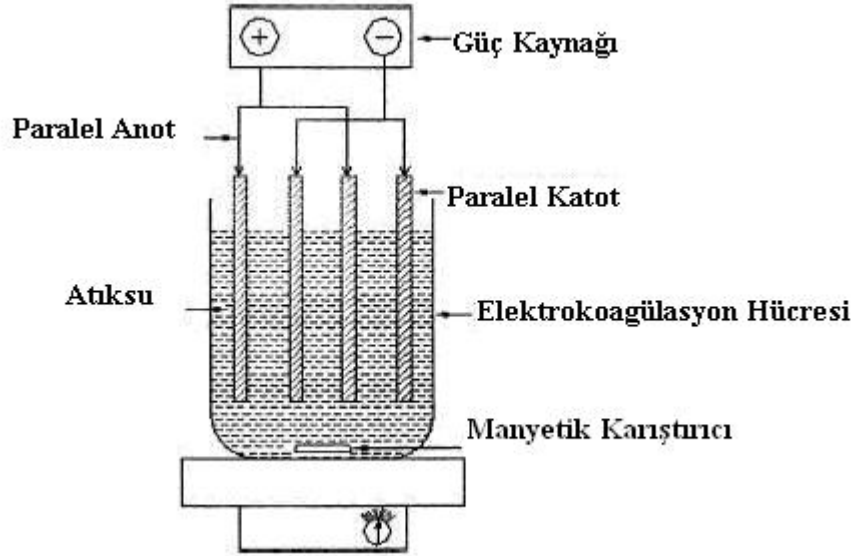 +
−
Güç Kaynağı
Paralel Anot
Paralel Katot
Atıksu
Elektrokoagülasyon Hücresi
Manyetik Karıştırıcı